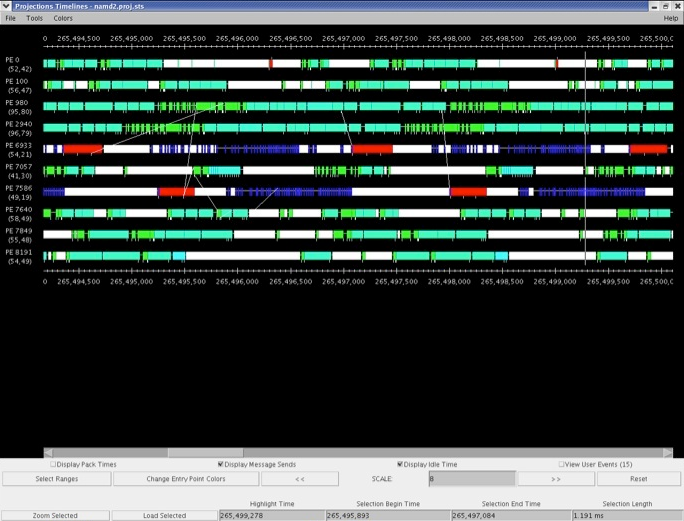 Projections Timelines - namd2.proj.sts
File Tools Colors Help
0 265,494,500 265,495,000 265,495,500 265,496,000 265,496,500 265,497,000 265,497,500 265,498,000 265,498,500 265,499,000 265,499,500 265,500,0
PE 0
(52,42)
PE 100
(56,47)
PE 980
(95,80)
PE 2940
(96,79)
PE 6933
(54,21)
PE 7057
(41,30)
PE 7586
(49,19)
PE 7640
(58,49)
PE 7849
(55,48)
PE 8191
(54,49)
0 265,494,500 265,495,000 265,495,500 265,496,000 265,496,500 265,497,000 265,497,500 265,498,000 265,498,500 265,499,000 265,499,500 265,500,0
Display Pack Times Display Message Sends Display Idle Time View User Events (15)
Select Ranges Change Entry Point Colors << SCALE: 8 >> Reset
Highlight Time Selection Begin Time Selection End Time Selection Length
Zoom Selected Load Selected 265,499,278 265,495,893 265,497,084 1.191 ms